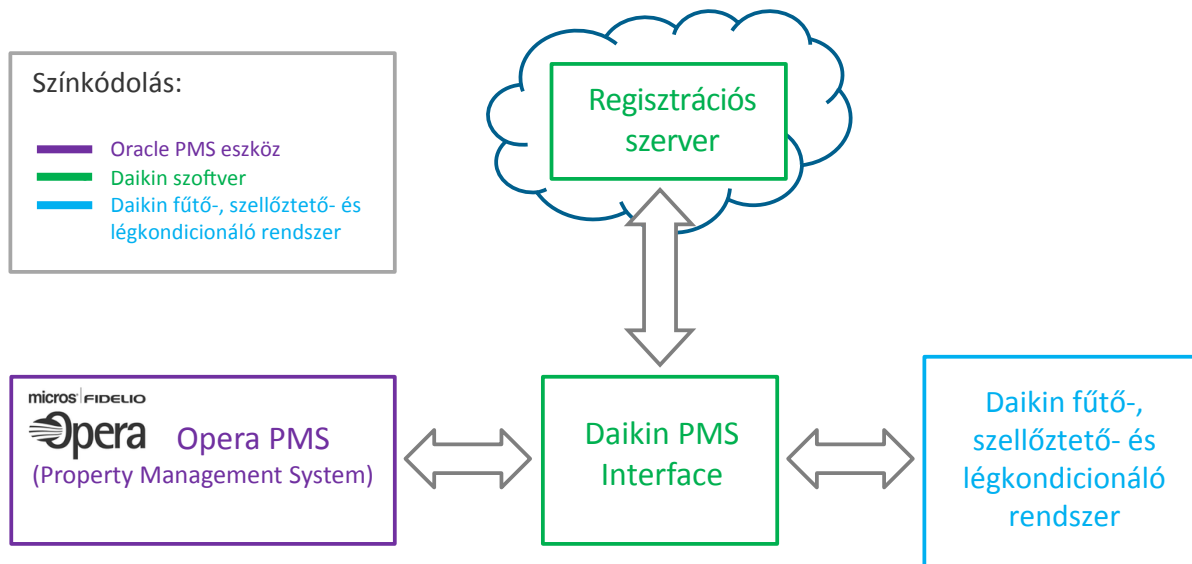 Színkódolás:
Oracle PMS eszköz
Daikin szoftver
Daikin fűtő-, szellőztető- és
légkondicionáló rendszer
Regisztrációs
szerver
micros FIDELIO
Opera
Opera PMS
(Property Management System)
Daikin PMS
Interface
Daikin fűtő-,
szellőztető- és
légkondicionáló
rendszer